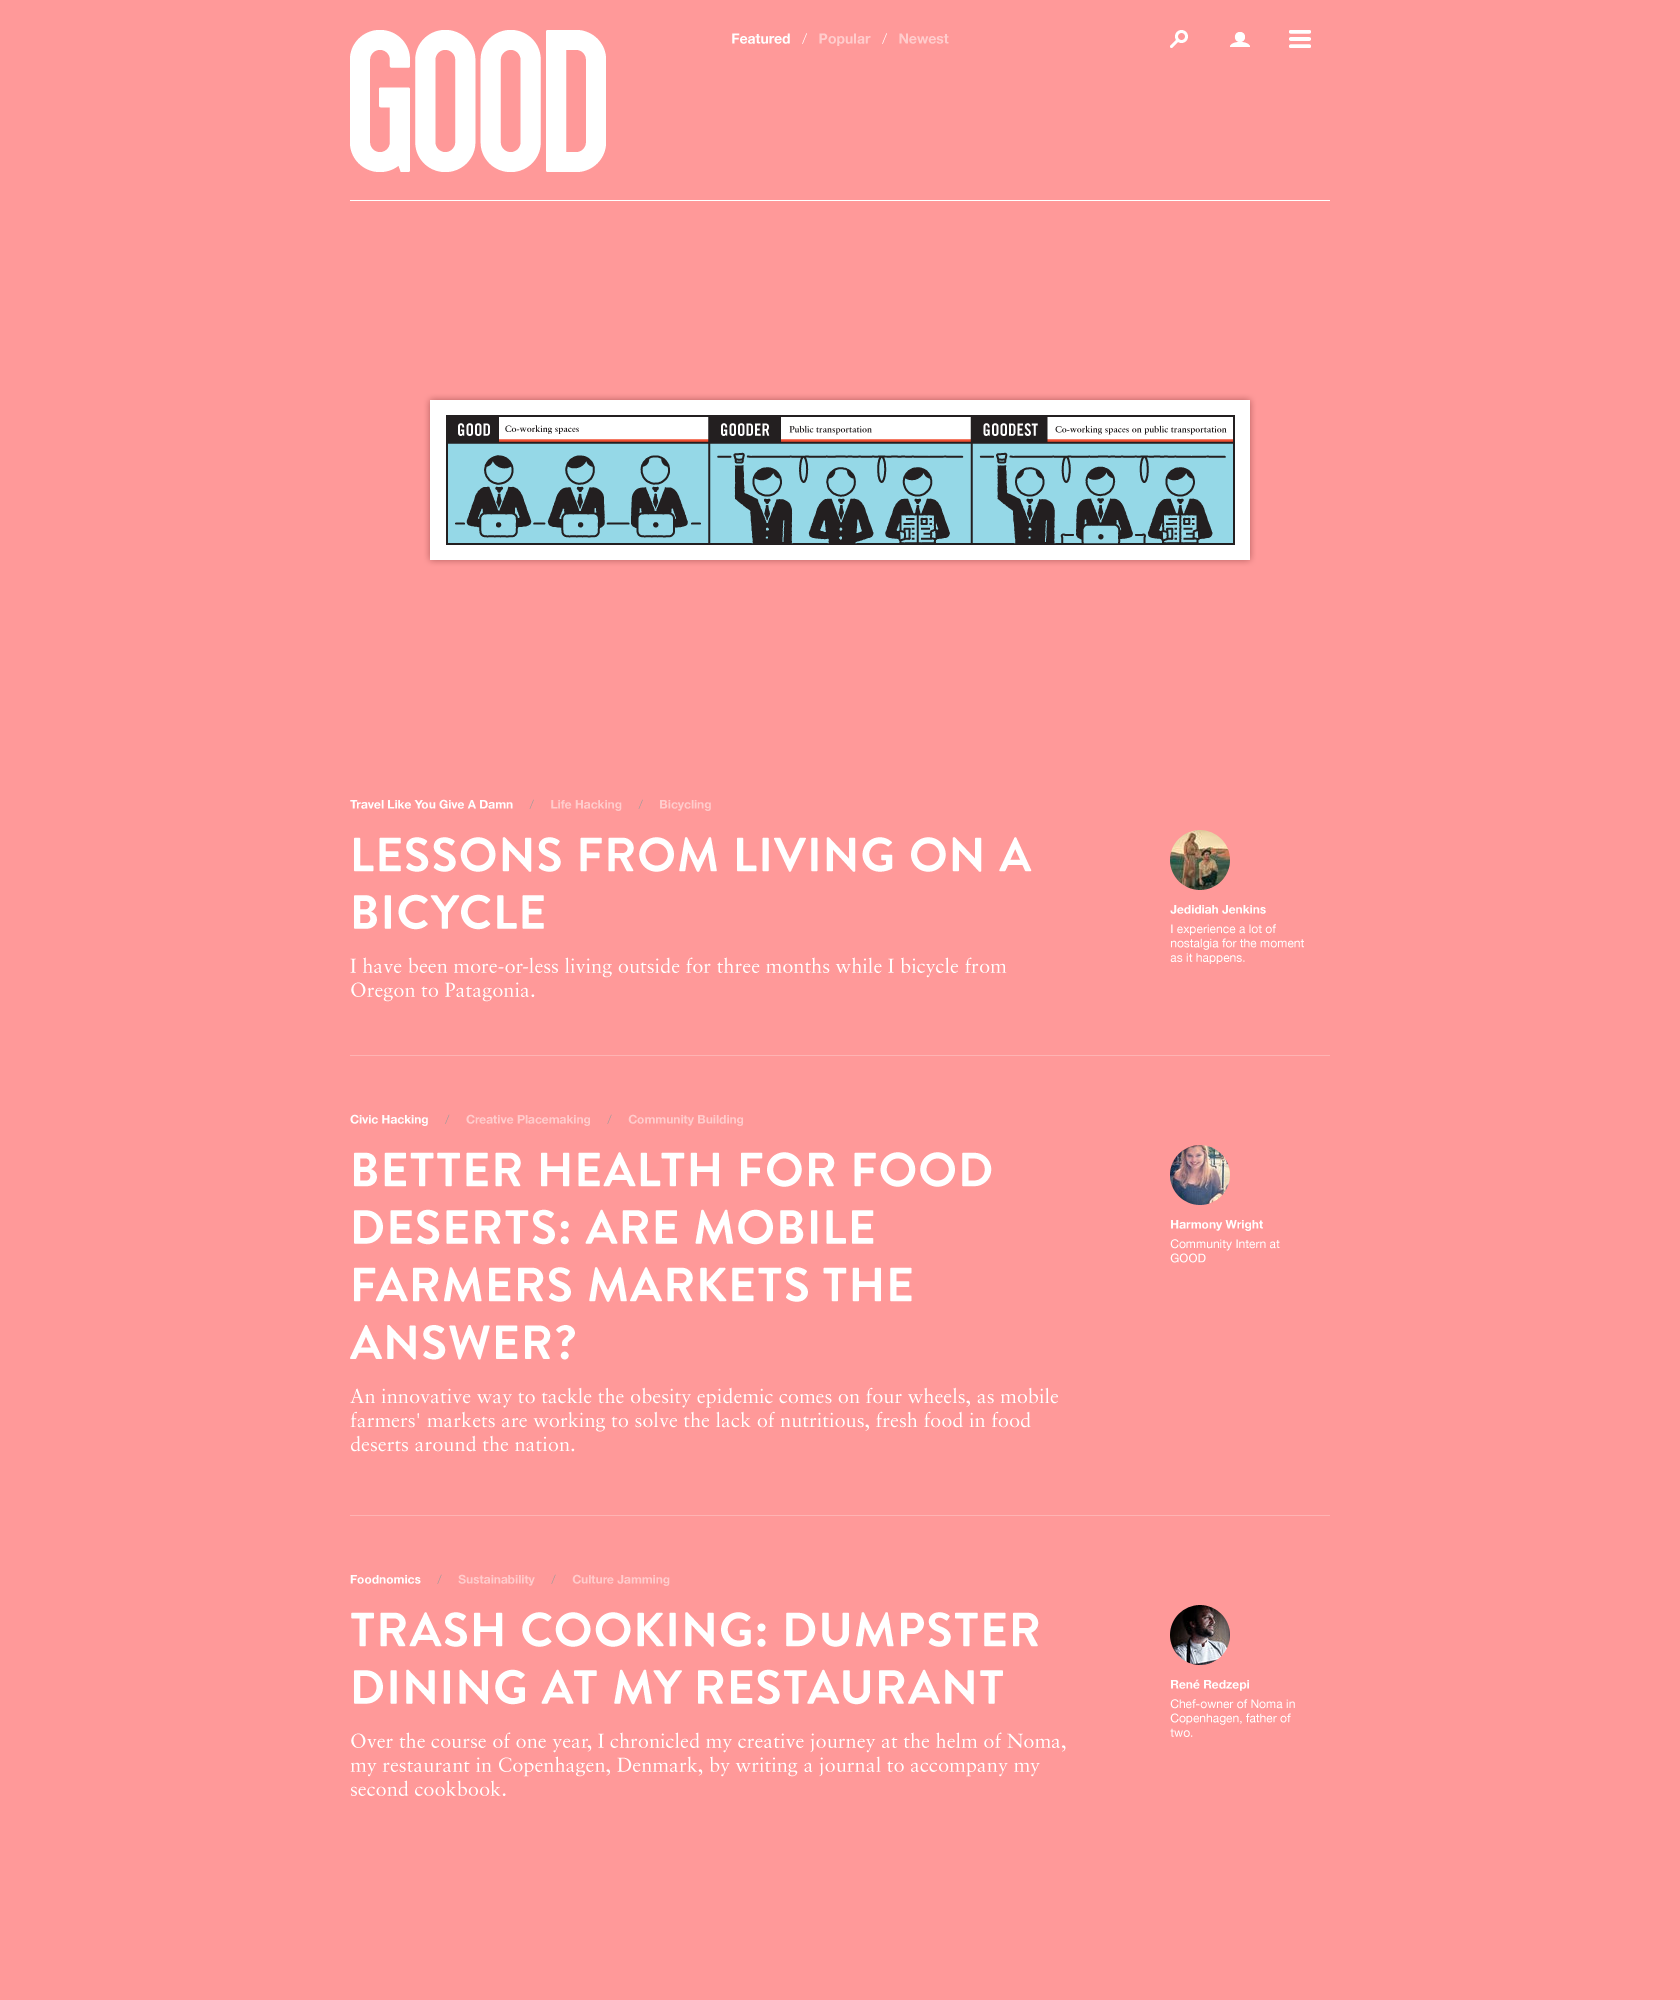 GOOD
Featured / Popular / Newest
GOOD Co-working spaces GOODER Public transportation GOODEST Co-working spaces on public transportation
Travel Like You Give A Damn / Life Hacking / Bicycling
LESSONS FROM LIVING ON A
BICYCLE
I have been more-or-less living outside for three months while I bicycle from
Oregon to Patagonia.
Jedidiah Jenkins
I experience a lot of
nostalgia for the moment
as it happens.
Civic Hacking / Creative Placemaking / Community Building
BETTER HEALTH FOR FOOD
DESERTS: ARE MOBILE
FARMERS MARKETS THE
ANSWER?
An innovative way to tackle the obesity epidemic comes on four wheels, as mobile
farmers' markets are working to solve the lack of nutritious, fresh food in food
deserts around the nation.
Harmony Wright
Community Intern at
GOOD
Foodnomics / Sustainability / Culture Jamming
TRASH COOKING: DUMPSTER
DINING AT MY RESTAURANT
Over the course of one year, I chronicled my creative journey at the helm of Noma,
my restaurant in Copenhagen, Denmark, by writing a journal to accompany my
second cookbook.
René Redzepi
Chef-owner of Noma in
Copenhagen, father of
two.